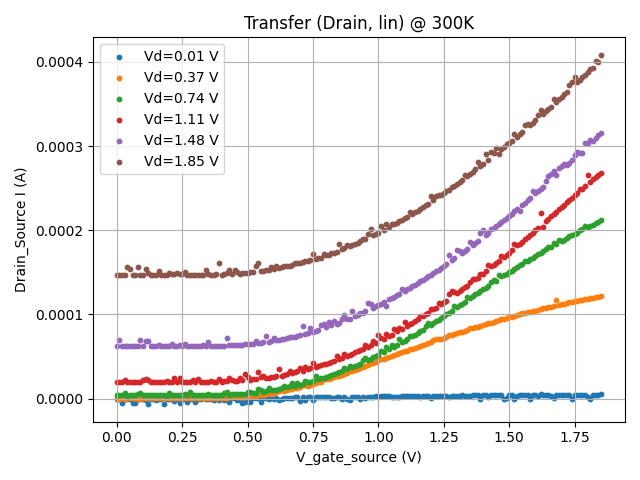 Transfer (Drain, lin) @ 300K
Vd=0.01 V
Vd=0.37 V
Vd=0.74 V
Vd=1.11 V
Vd=1.48 V
Vd=1.85 V
0.0004
0.0003
0.0002
0.0001
0.0000
Drain_Source I (A)
0.00 0.25 0.50 0.75 1.00 1.25 1.50 1.75
V_gate_source (V)